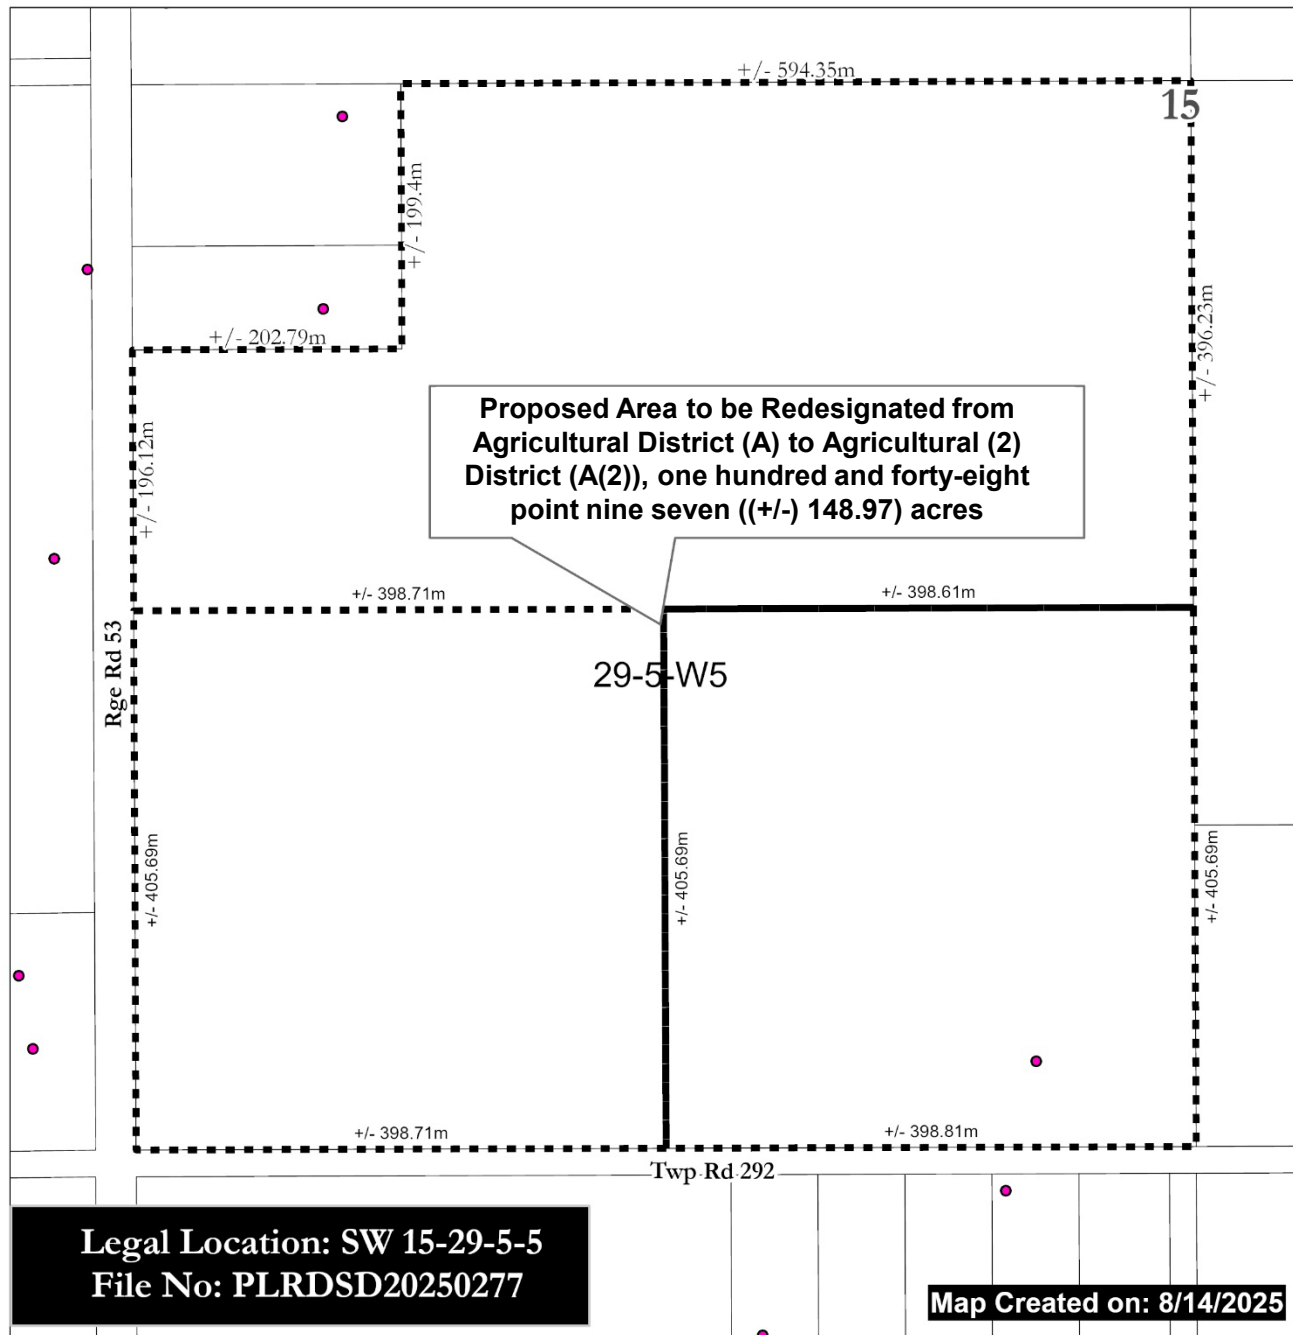 +/- 594.35m
15
+/- 199.4m
+/- 202.79m
+/- 396.23m
+/- 196.12m
Proposed Area to be Redesignated from
Agricultural District (A) to Agricultural (2)
District (A(2)), one hundred and forty-eight
point nine seven ((+/-) 148.97) acres
+/- 398.71m
+/- 398.61m
Rge Rd 53
29-5-W5
+/- 405.69m
+/- 405.69m
+/- 405.69m
+/- 398.71m
+/- 398.81m
Twp Rd 292
Legal Location: SW 15-29-5-5
File No: PLRDSD20250277
Map Created on: 8/14/2025